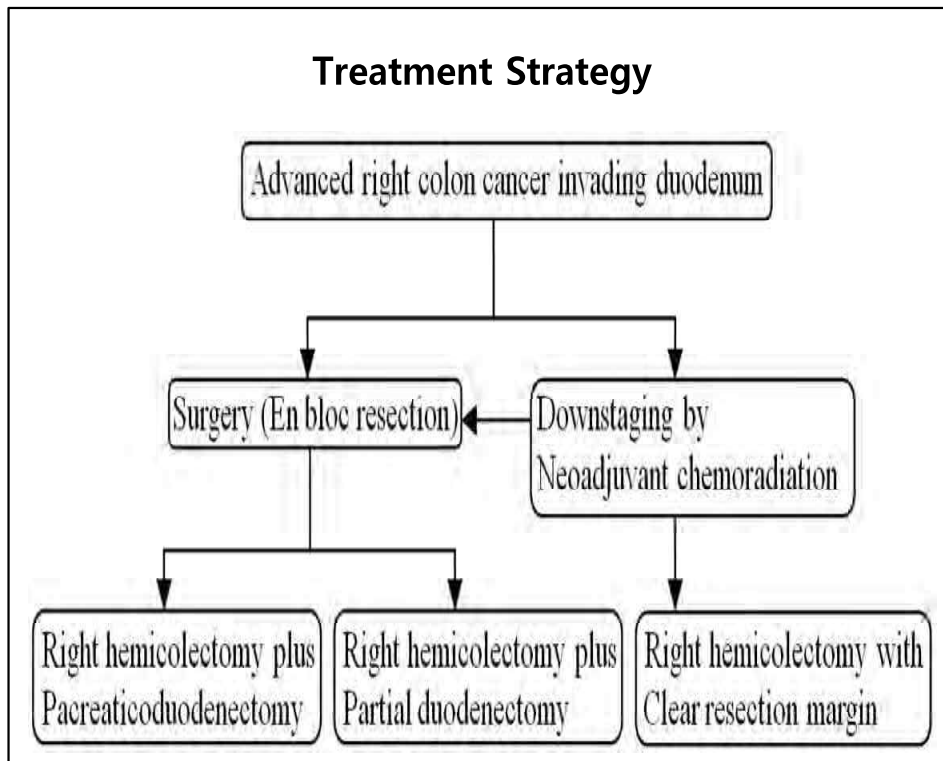 Treatment Strategy
Advanced right colon cancer invading duodenum
Surgery (En bloc resection)
Downstaging by
Neoadjuvant chemoradiation
Right hemicolectomy plus
Pacreaticoduodenectomy
Right hemicolectomy plus
Partial duodenectomy
Right hemicolectomy with
Clear resection margin